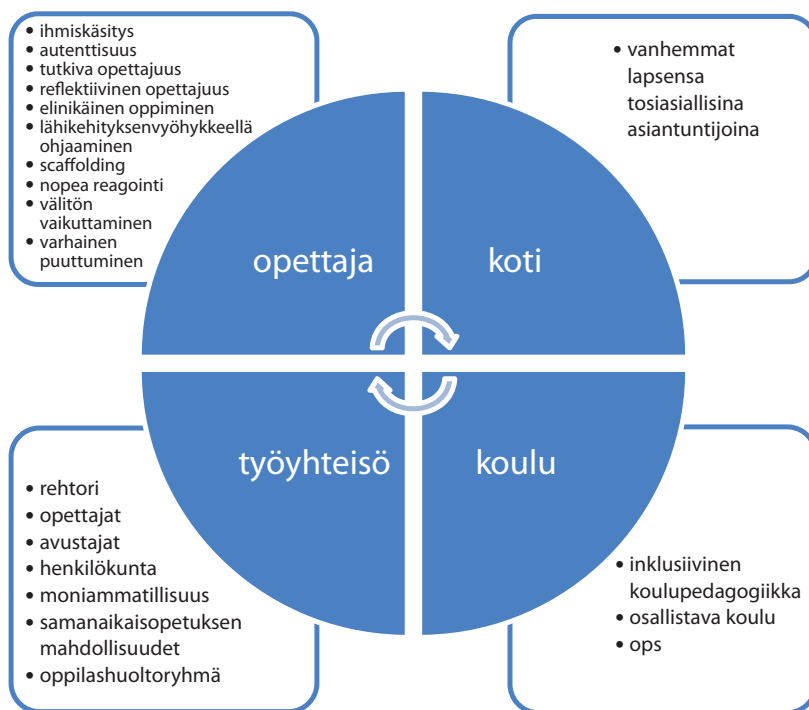 • ihmiskäsitys
• autenttisuus
• tutkiva opettajuus
• reflektiivinen opettajuus
• elinikäinen oppiminen
• lähikehityksenvyöhykkeellä
ohjaaminen
• scaffolding
• nopea reagointi
• välitön
vaikuttaminen
• varhainen
puuttuminen
• vanhemmat
lapsensa
tosiasiallisina
asiantuntijoina
opettaja
koti
työyhteisö
koulu
• rehtori
• opettajat
• avustajat
• henkilökunta
• moniammatillisuus
• samanaikaisopetuksen
mahdollisuudet
• oppilashuoltoryhmä
• inklusiivinen
koulupedagogiikka
• osallistava koulu
• ops